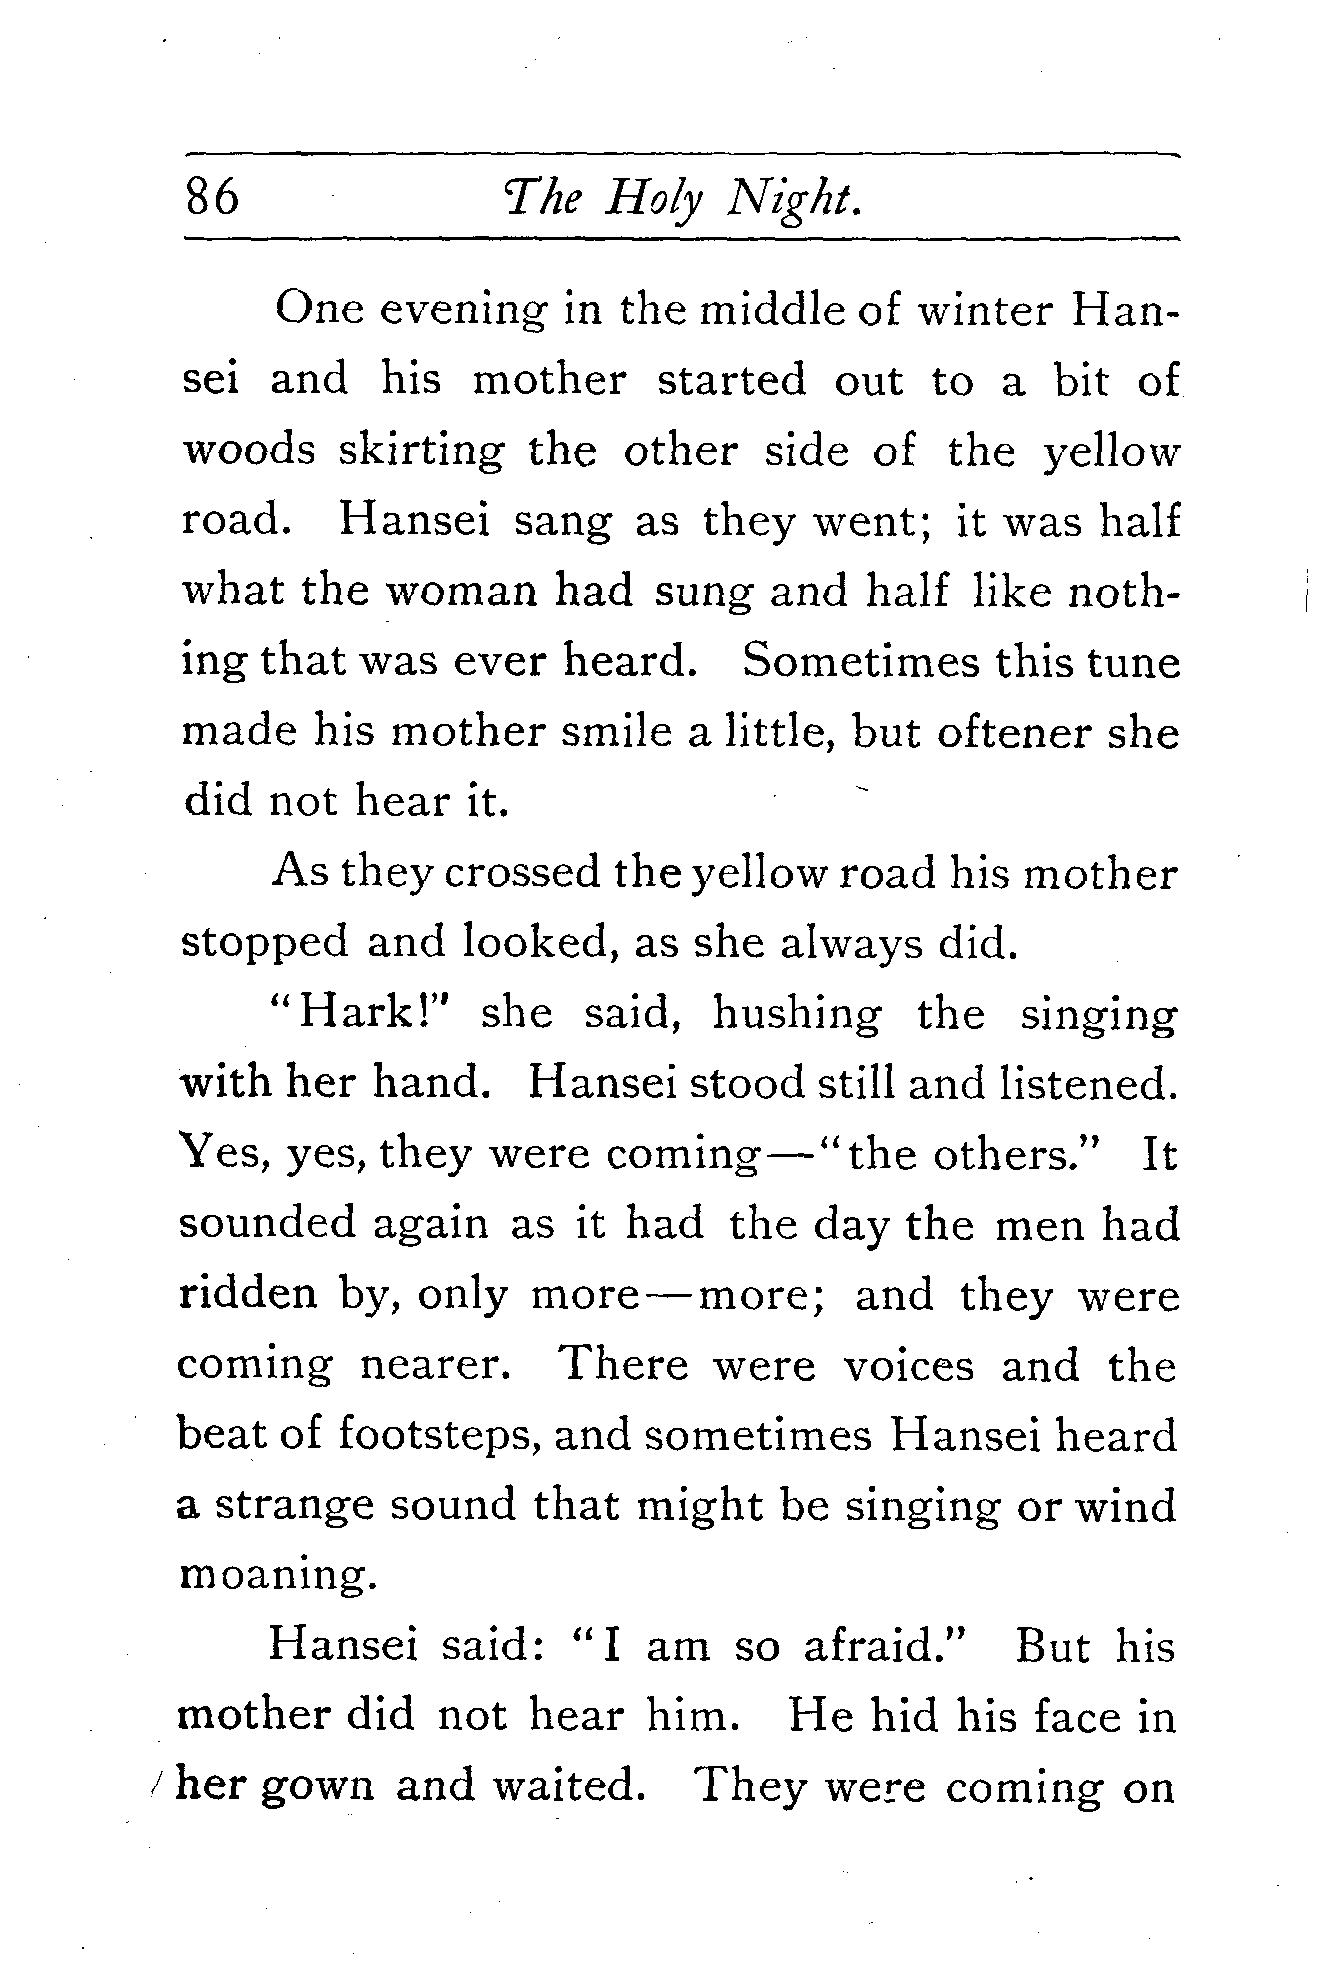 86 The Holy Night.
One evening in the middle of winter Han-
sei and his mother started out to a bit of
woods skirting the other side of the yellow
road. Hansei sang as they went; it was half
what the woman had sung and half like noth-
ing that was ever heard. Sometimes this tune
made his mother smile a little, but oftener she
did not hear it.
As they crossed the yellow road his mother
stopped and looked, as she always did.
"Hark!" she said, hushing the singing
with her hand. Hansei stood still and listened.
Yes, yes, they were coming—"the others." It
sounded again as it had the day the men had
ridden by, only more—more; and they were
coming nearer. There were voices and the
beat of footsteps, and sometimes Hansei heard
a strange sound that might be singing or wind
moaning.
Hansei said: "I am so afraid." But his
mother did not hear him. He hid his face in
her gown and waited. They were coming on